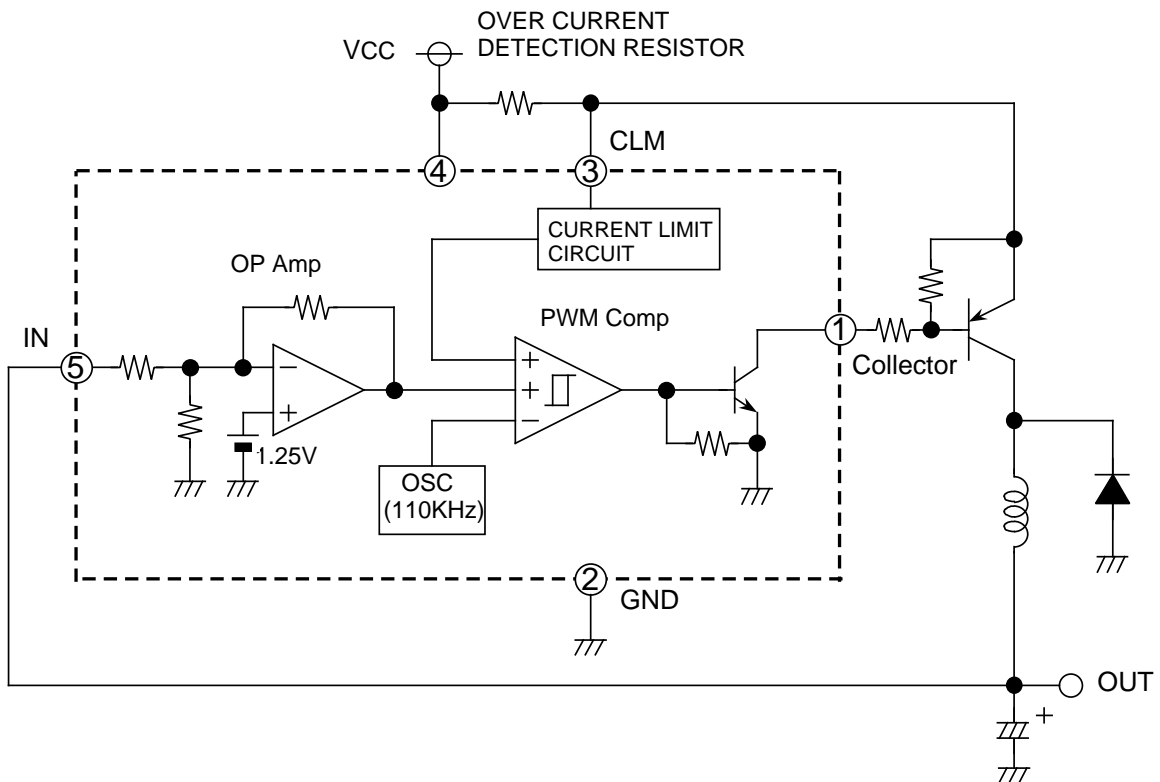 OVER CURRENT
DETECTION RESISTOR
VCC
CLM
4
3
CURRENT LIMIT
CIRCUIT
OP Amp
PWM Comp
IN
1
5
Collector
−
+
+
−
+
1.25V
OSC
(110KHz)
2
GND
OUT
+